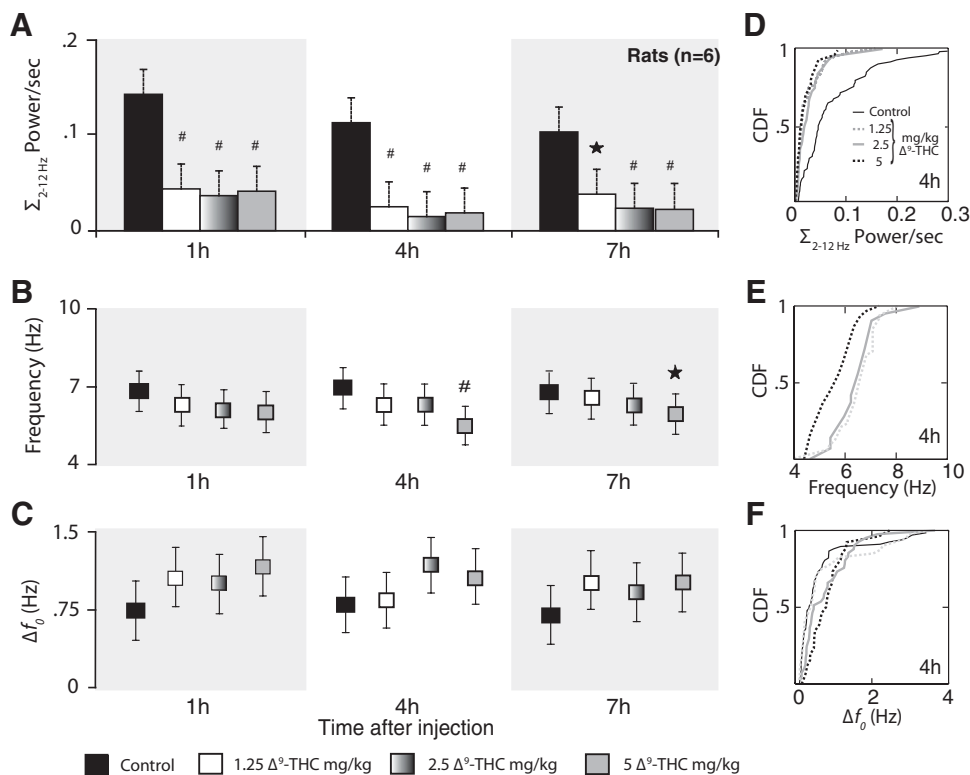 A
.2
.1
0
Σ2-12 Hz Power/sec
Rats (n=6)
# # #
# # #
★ # #
1h 4h 7h
B
10
7
4
Frequency (Hz)
#
★
1h 4h 7h
C
1.5
.75
0
Δf0 (Hz)
1h 4h 7h
Time after injection
Control 1.25 Δ⁹-THC mg/kg 2.5 Δ⁹-THC mg/kg 5 Δ⁹-THC mg/kg
D
1
.5
CDF
Control
1.25
2.5
5
mg/kg
Δ⁹-THC
4h
0 0.1 0.2 0.3
Σ2-12 Hz Power/sec
E
1
.5
CDF
4h
4 6 8 10
Frequency (Hz)
F
1
.5
CDF
4h
0 2 4
Δf0 (Hz)